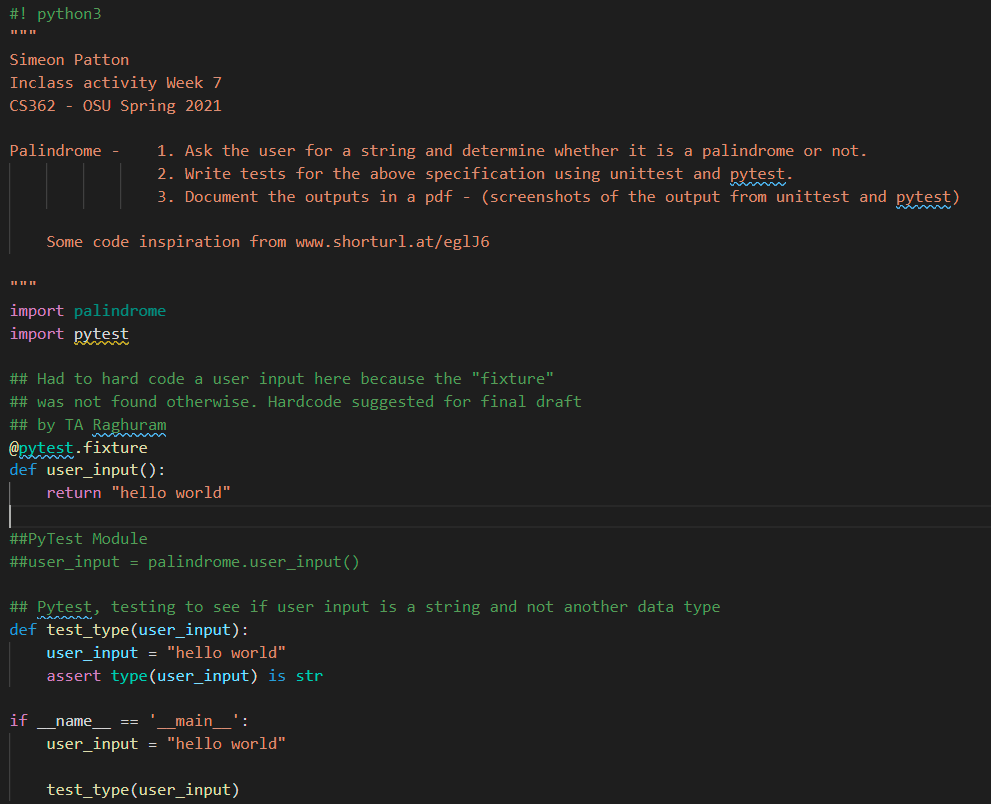 #! python3
"""
Simeon Patton
Inclass activity Week 7
CS362 - OSU Spring 2021
Palindrome -    1. Ask the user for a string and determine whether it is a palindrome or not.
                2. Write tests for the above specification using unittest and pytest.
                3. Document the outputs in a pdf - (screenshots of the output from unittest and pytest)
    Some code inspiration from www.shorturl.at/eglJ6
"""
import palindrome
import pytest
## Had to hard code a user input here because the "fixture"
## was not found otherwise. Hardcode suggested for final draft
## by TA Raghuram
@pytest.fixture
def user_input():
    return "hello world"
##PyTest Module
##user_input = palindrome.user_input()
## Pytest, testing to see if user input is a string and not another data type
def test_type(user_input):
    user_input = "hello world"
    assert type(user_input) is str
if __name__ == '__main__':
    user_input = "hello world"
    test_type(user_input)